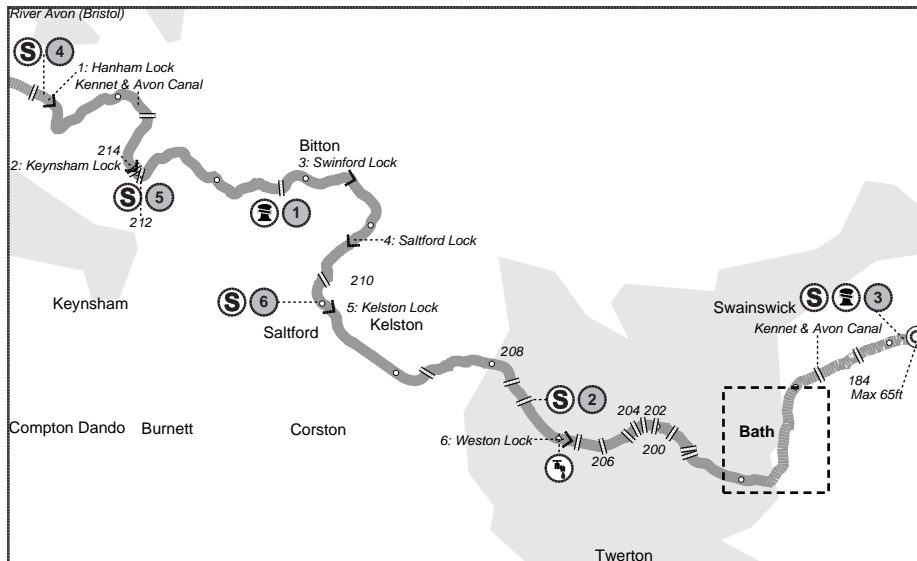 River Avon (Bristol)
S 4
1: Hanham Lock
Kennet & Avon Canal
214
2: Keynsham Lock
S 5
212
Bitton
3: Swinford Lock
1
4: Saltford Lock
210
S 6
5: Kelston Lock
Keynsham
Saltford
Kelston
Swainswick S 3
Kennet & Avon Canal
208
184
Max 65ft
S 2
204 202
Bath
Compton Dando
Burnett
Corston
6: Weston Lock
206
200
Twerton